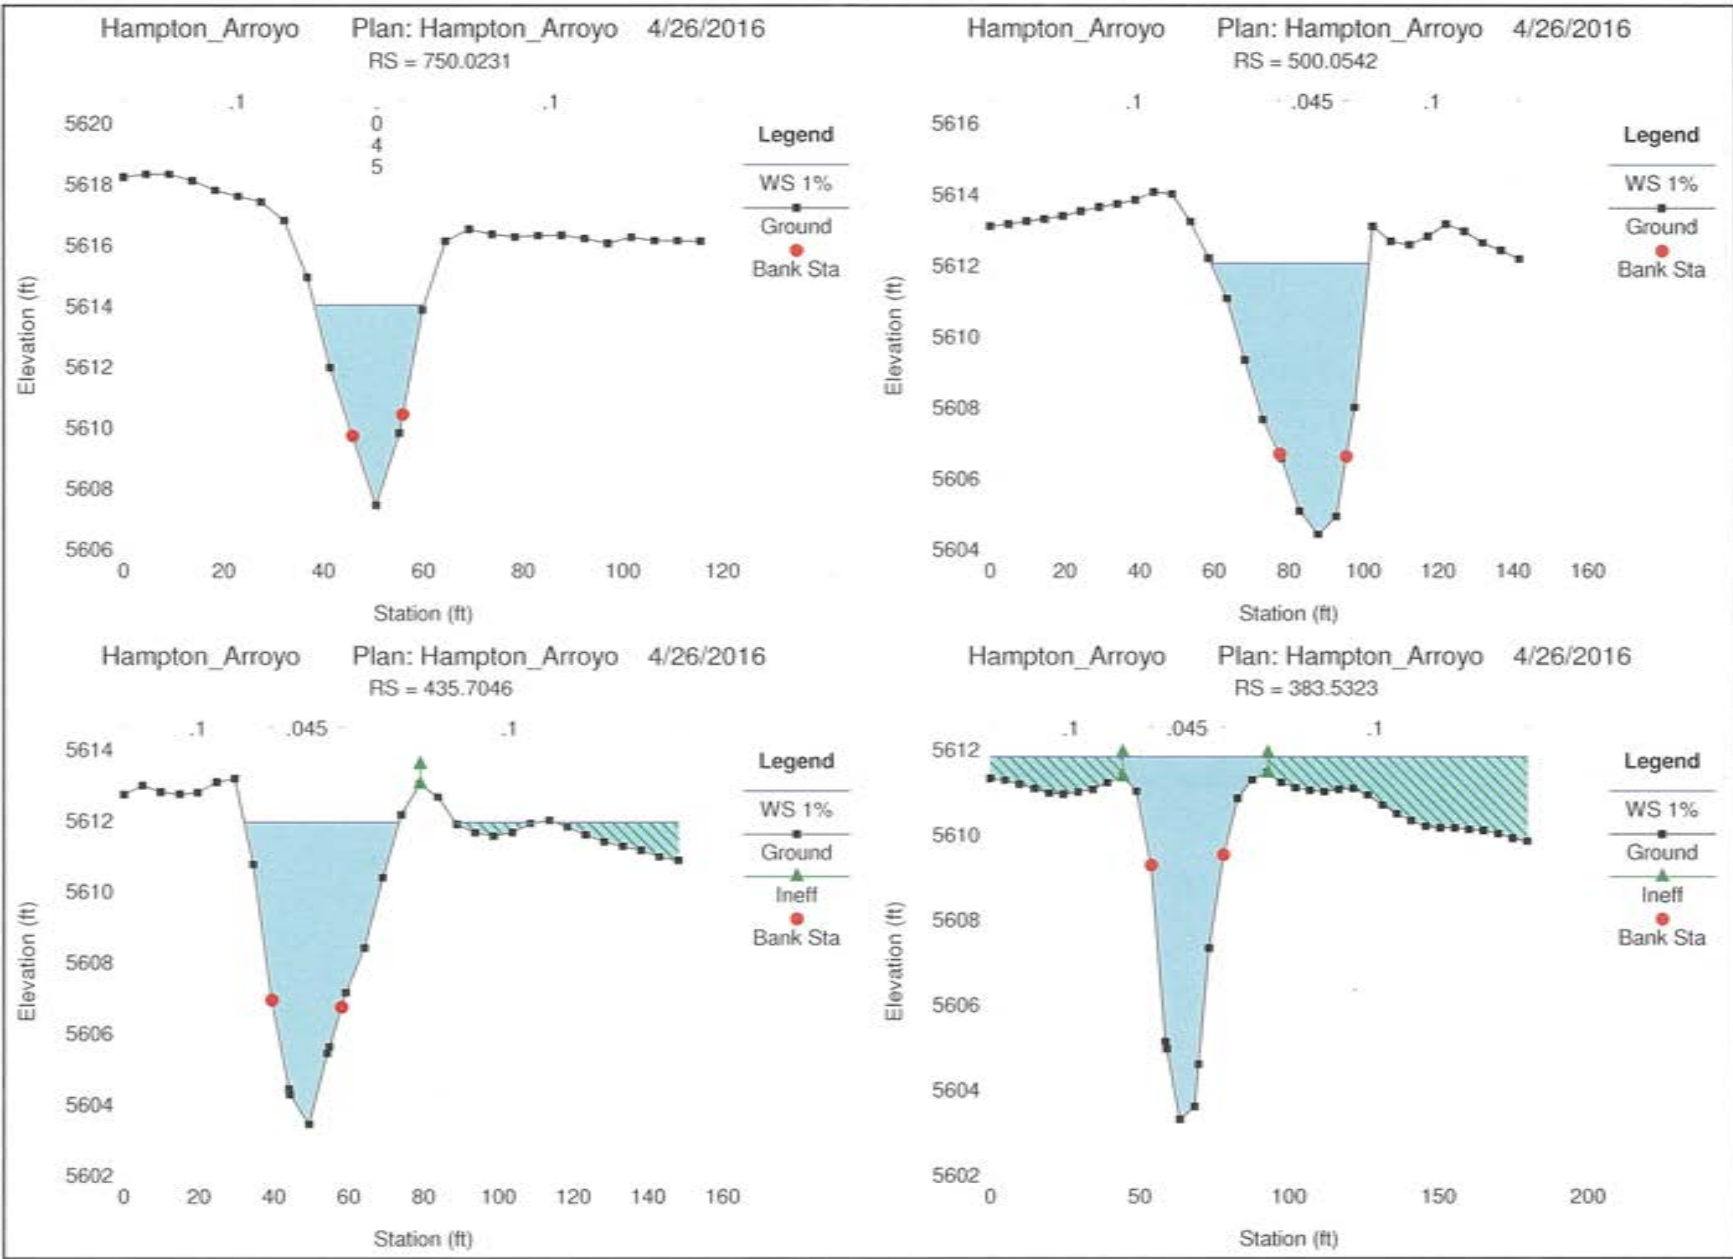 Hampton_Arroyo Plan: Hampton_Arroyo 4/26/2016
RS = 750.0231
.1 . .1
0
4
5
5620
5618
5616
5614
5612
5610
5608
5606
Elevation (ft)
0 20 40 60 80 100 120
Station (ft)
Legend
WS 1%
Ground
Bank Sta
Hampton_Arroyo Plan: Hampton_Arroyo 4/26/2016
RS = 500.0542
.1 .045 .1
5616
5614
5612
5610
5608
5606
5604
Elevation (ft)
0 20 40 60 80 100 120 140 160
Station (ft)
Legend
WS 1%
Ground
Bank Sta
Hampton_Arroyo Plan: Hampton_Arroyo 4/26/2016
RS = 435.7046
.1 .045 .1
5614
5612
5610
5608
5606
5604
5602
Elevation (ft)
0 20 40 60 80 100 120 140 160
Station (ft)
Legend
WS 1%
Ground
Ineff
Bank Sta
Hampton_Arroyo Plan: Hampton_Arroyo 4/26/2016
RS = 383.5323
.1 .045 .1
5612
5610
5608
5606
5604
5602
Elevation (ft)
0 50 100 150 200
Station (ft)
Legend
WS 1%
Ground
Ineff
Bank Sta